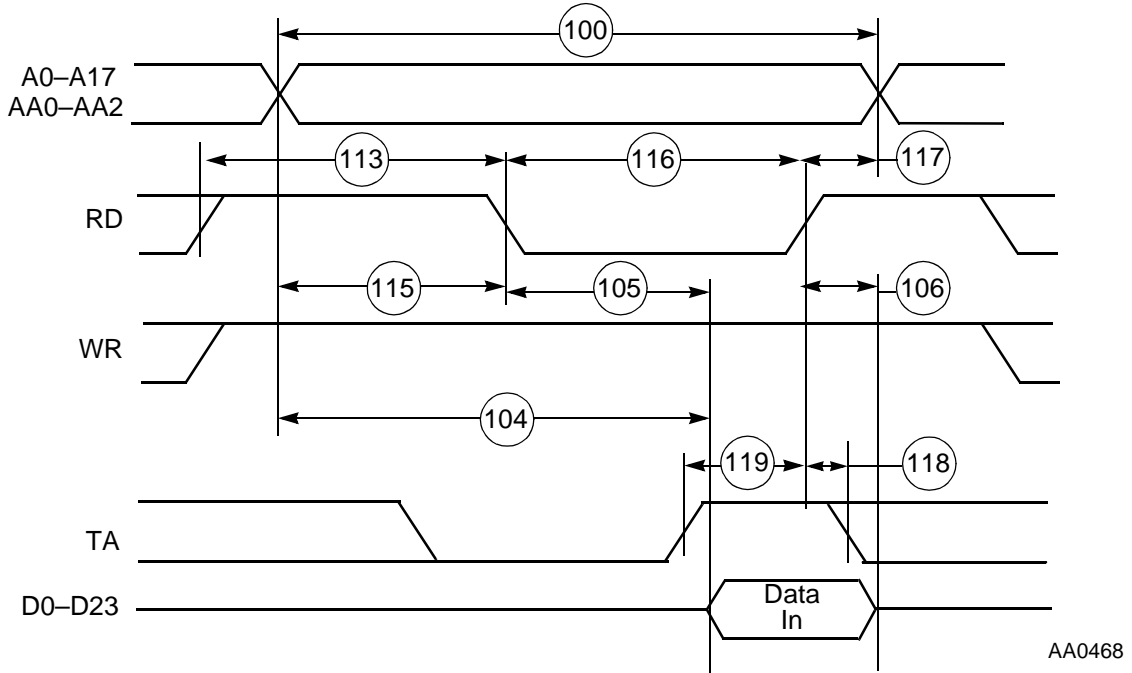 100
A0–A17
AA0–AA2
113
116
117
RD
115
105
106
WR
104
119
118
TA
D0–D23
Data
In
AA0468